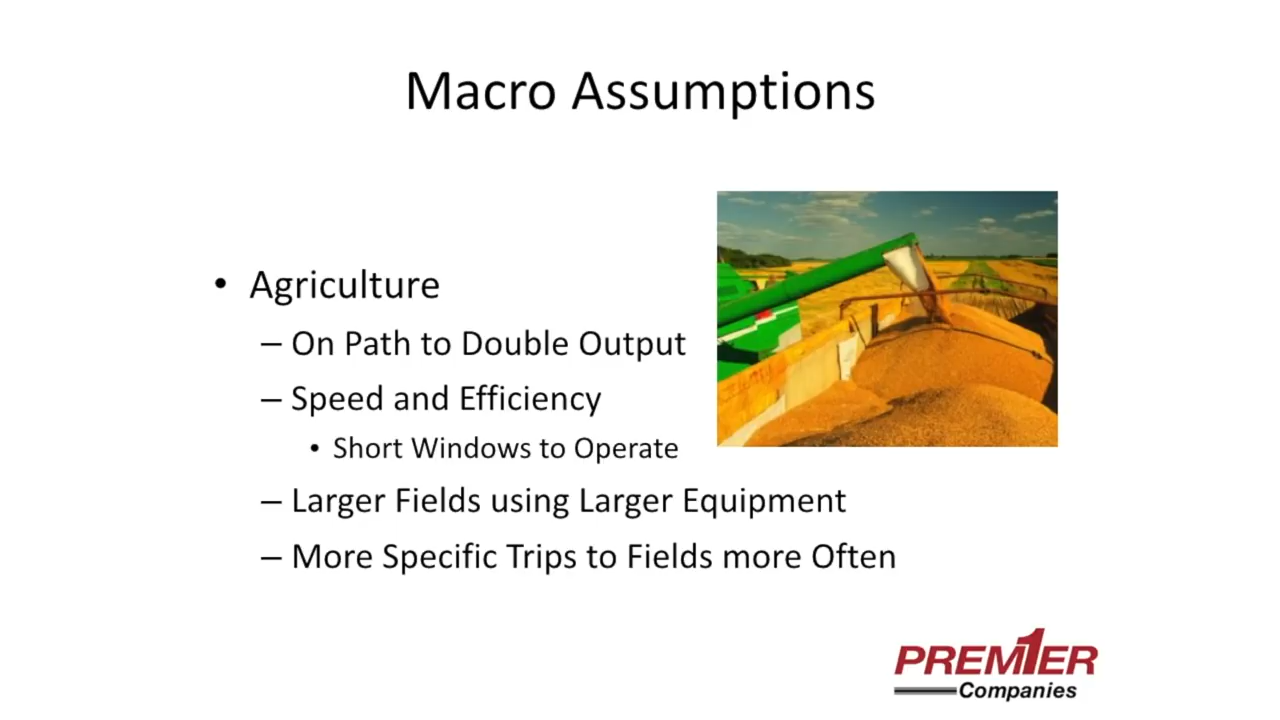 Macro Assumptions
• Agriculture
– On Path to Double Output
– Speed and Efficiency
• Short Windows to Operate
– Larger Fields using Larger Equipment
– More Specific Trips to Fields more Often
PREM1ER
Companies